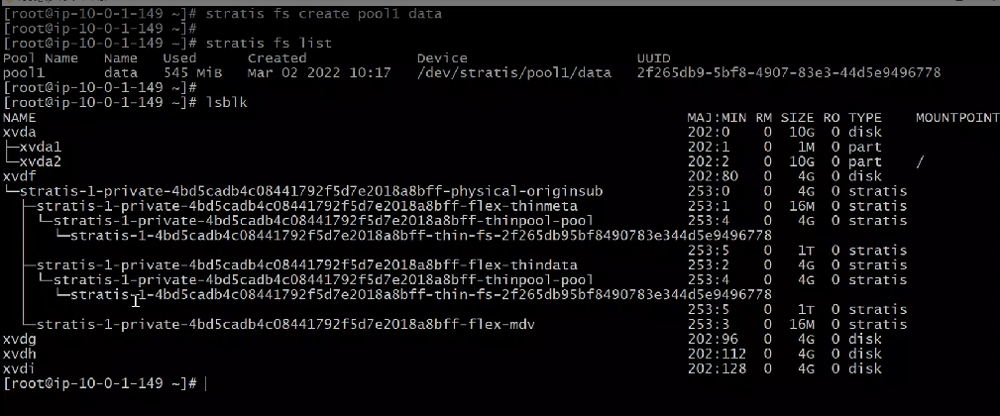 [root@ip-10-0-1-149 ~]# stratis fs create pool1 data
[root@ip-10-0-1-149 ~]#
[root@ip-10-0-1-149 ~]# stratis fs list
Pool Name   Name   Used      Created             Device                    UUID
pool1       data   545 MiB   Mar 02 2022 10:17   /dev/stratis/pool1/data   2f265db9-5bf8-4907-83e3-44d5e9496778
[root@ip-10-0-1-149 ~]#
[root@ip-10-0-1-149 ~]# lsblk
NAME MAJ:MIN RM SIZE RO TYPE MOUNTPOINT
xvda 202:0 0 10G 0 disk
├─xvda1 202:1 0 1M 0 part
└─xvda2 202:2 0 10G 0 part /
xvdf 202:80 0 4G 0 disk
└─stratis-1-private-4bd5cadb4c08441792f5d7e2018a8bff-physical-originsub 253:0 0 4G 0 stratis
├─stratis-1-private-4bd5cadb4c08441792f5d7e2018a8bff-flex-thinmeta 253:1 0 16M 0 stratis
│ └─stratis-1-private-4bd5cadb4c08441792f5d7e2018a8bff-thinpool-pool 253:4 0 4G 0 stratis
│ └─stratis-1-4bd5cadb4c08441792f5d7e2018a8bff-thin-fs-2f265db95bf8490783e344d5e9496778
│ 253:5 0 1T 0 stratis
├─stratis-1-private-4bd5cadb4c08441792f5d7e2018a8bff-flex-thindata 253:2 0 4G 0 stratis
│ └─stratis-1-private-4bd5cadb4c08441792f5d7e2018a8bff-thinpool-pool 253:4 0 4G 0 stratis
│ └─stratis-1-4bd5cadb4c08441792f5d7e2018a8bff-thin-fs-2f265db95bf8490783e344d5e9496778
│ 253:5 0 1T 0 stratis
└─stratis-1-private-4bd5cadb4c08441792f5d7e2018a8bff-flex-mdv 253:3 0 16M 0 stratis
xvdg 202:96 0 4G 0 disk
xvdh 202:112 0 4G 0 disk
xvdi 202:128 0 4G 0 disk
[root@ip-10-0-1-149 ~]#